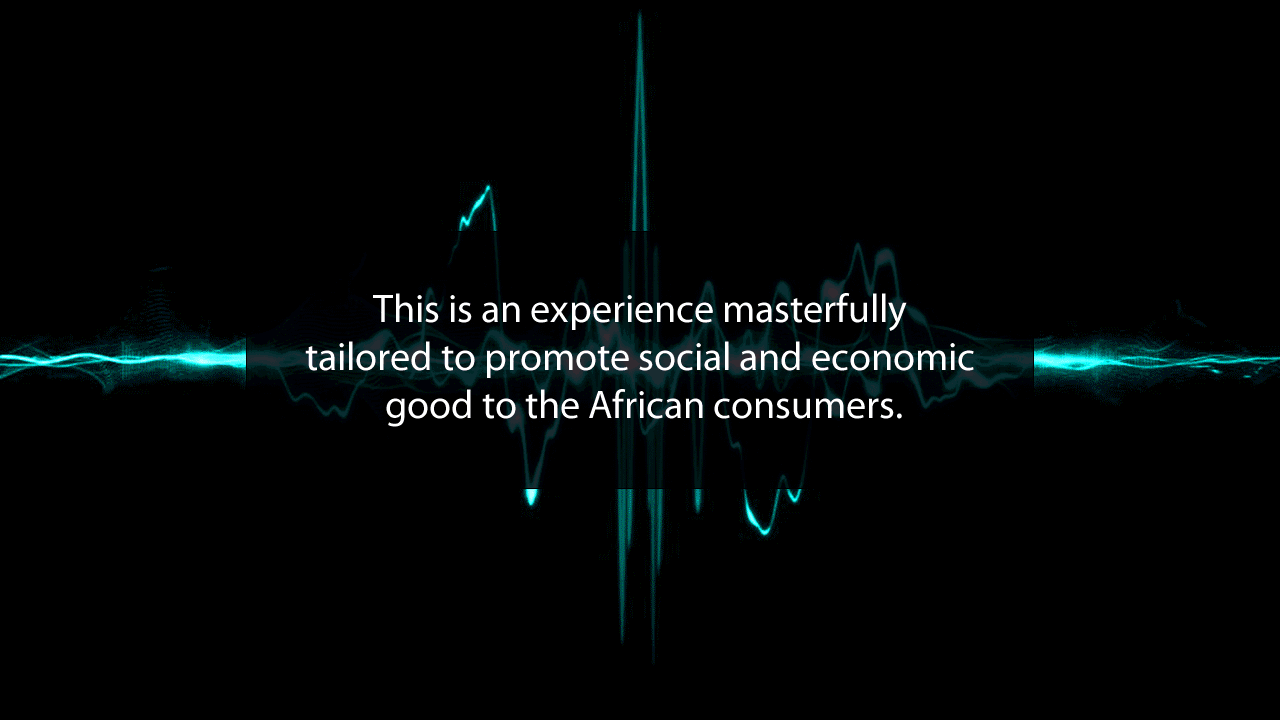 This is an experience masterfully
tailored to promote social and economic
good to the African consumers.